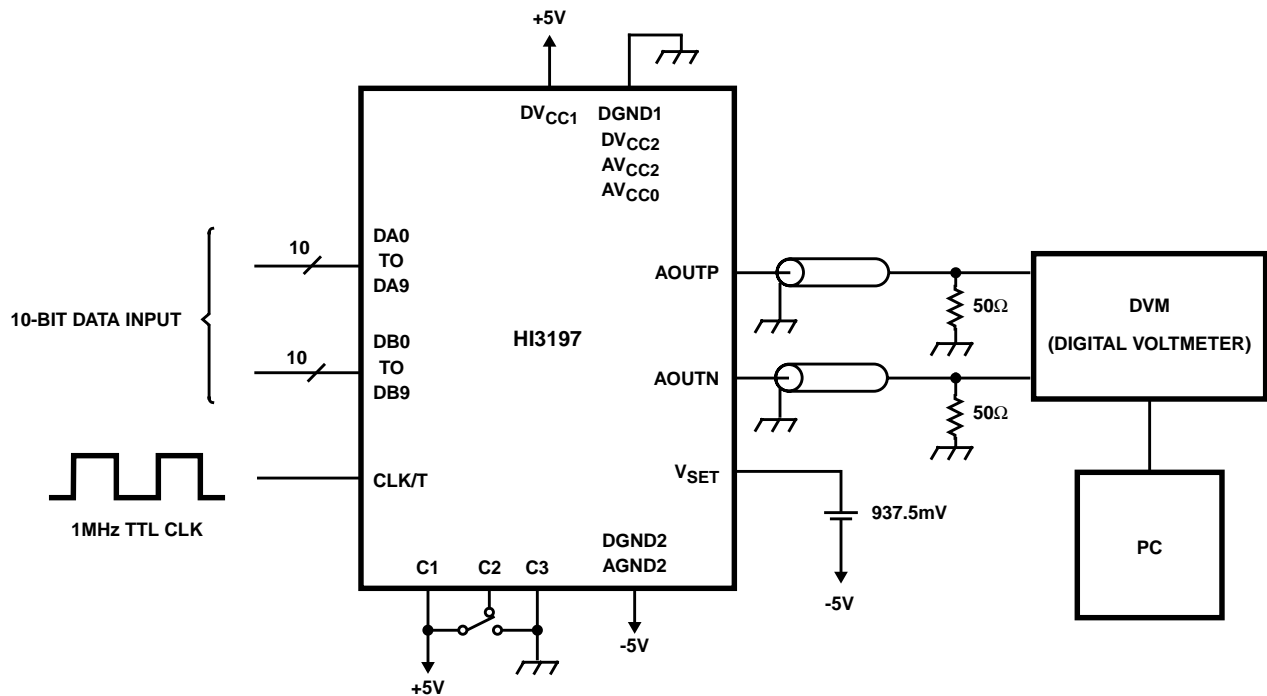 +5V
DVCC1
DGND1
DVCC2
AVCC2
AVCC0
10-BIT DATA INPUT
10
DA0
TO
DA9
10
DB0
TO
DB9
HI3197
AOUTP
AOUTN
50Ω
50Ω
DVM
(DIGITAL VOLTMETER)
1MHz TTL CLK
CLK/T
VSET
937.5mV
-5V
PC
C1
C2
C3
DGND2
AGND2
+5V
-5V